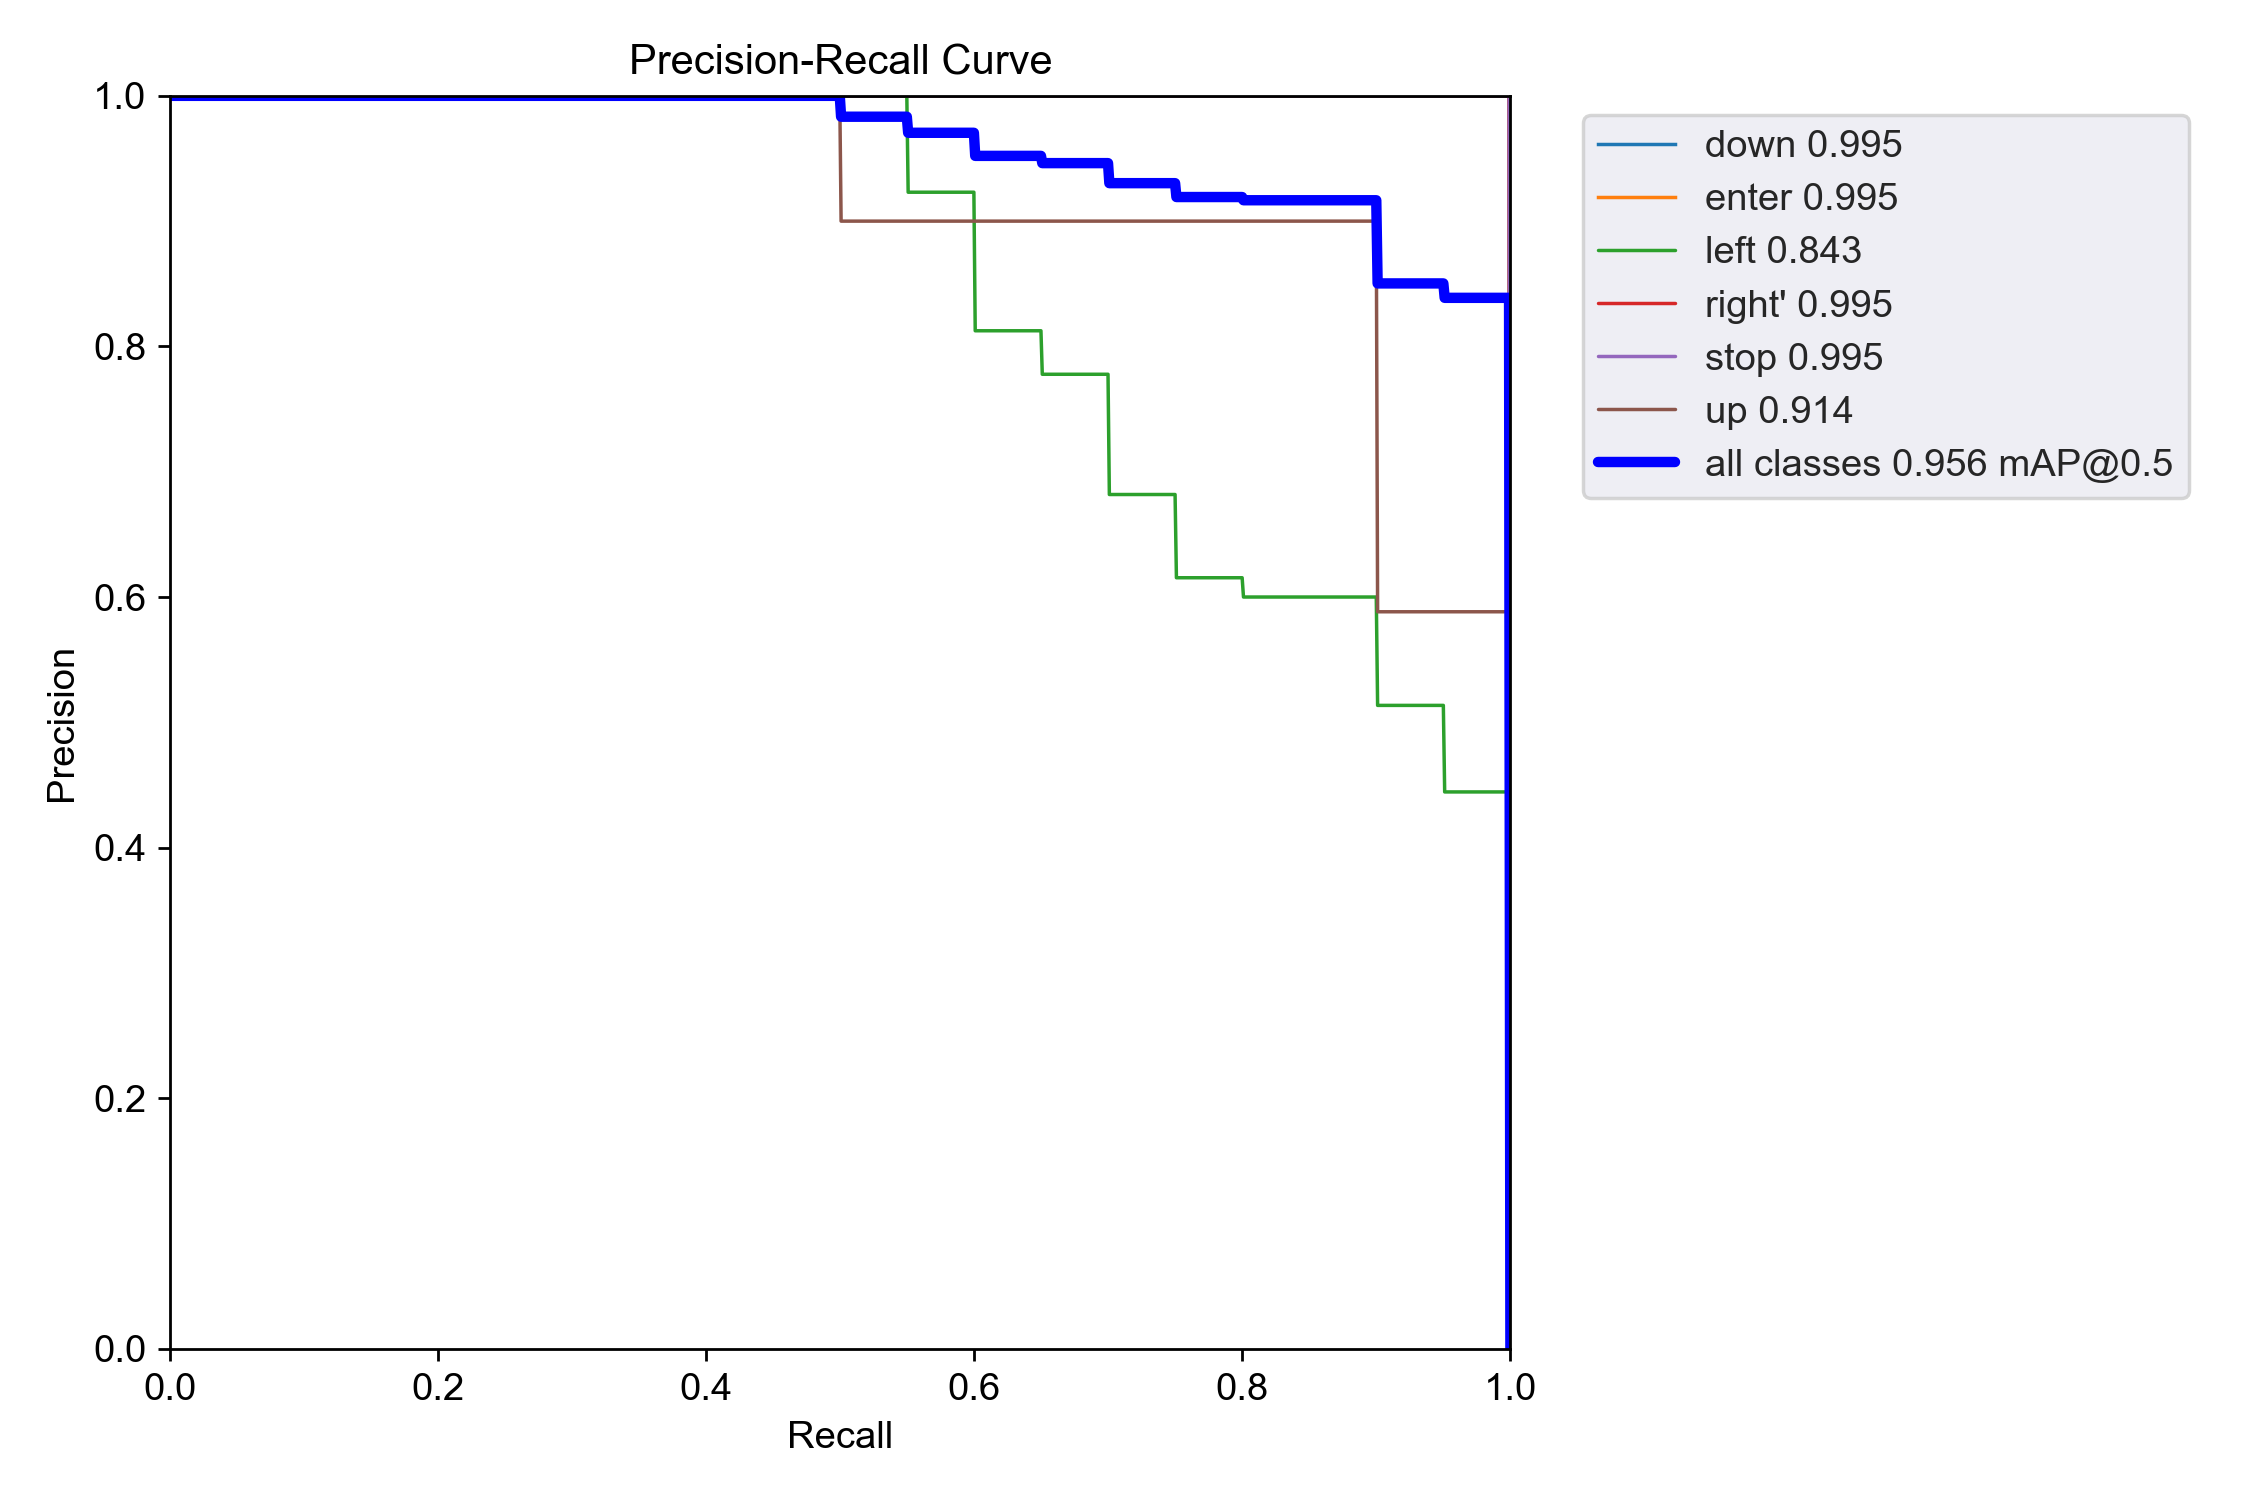 Precision-Recall Curve
1.0
0.8
0.6
0.4
0.2
0.0
Precision
0.0 0.2 0.4 0.6 0.8 1.0
Recall
down 0.995
enter 0.995
left 0.843
right' 0.995
stop 0.995
up 0.914
all classes 0.956 mAP@0.5